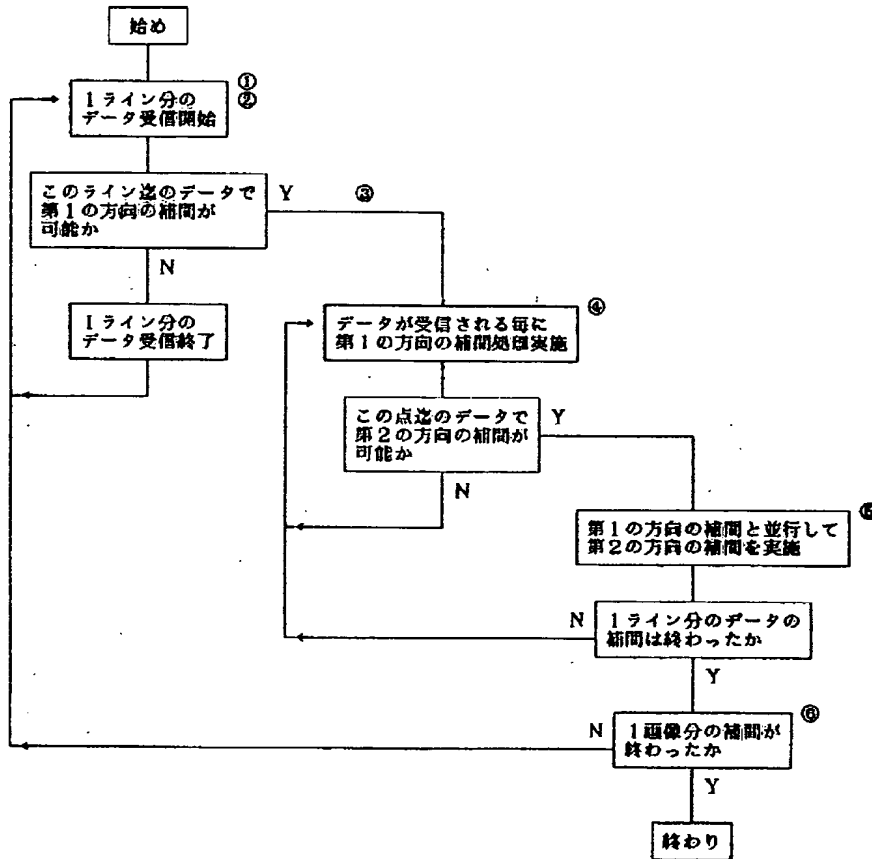 始め
①
②
1ライン分の
データ受信開始
このライン迄のデータで
第1の方向の補間が
可能か
Y
③
N
1ライン分の
データ受信終了
④
データが受信される毎に
第1の方向の補間処理実施
この点迄のデータで
第2の方向の補間が
可能か
Y
N
⑤
第1の方向の補間と並行して
第2の方向の補間を実施
N
1ライン分のデータの
補間は終わったか
Y
⑥
N
1画像分の補間が
終わったか
Y
終わり